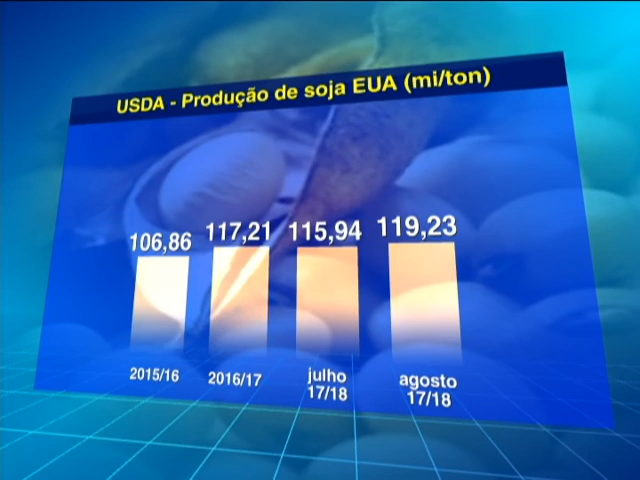 USDA - Produção de soja EUA (mi/ton)
106,86
117,21
115,94
119,23
2015/16
2016/17
julho
17/18
agosto
17/18